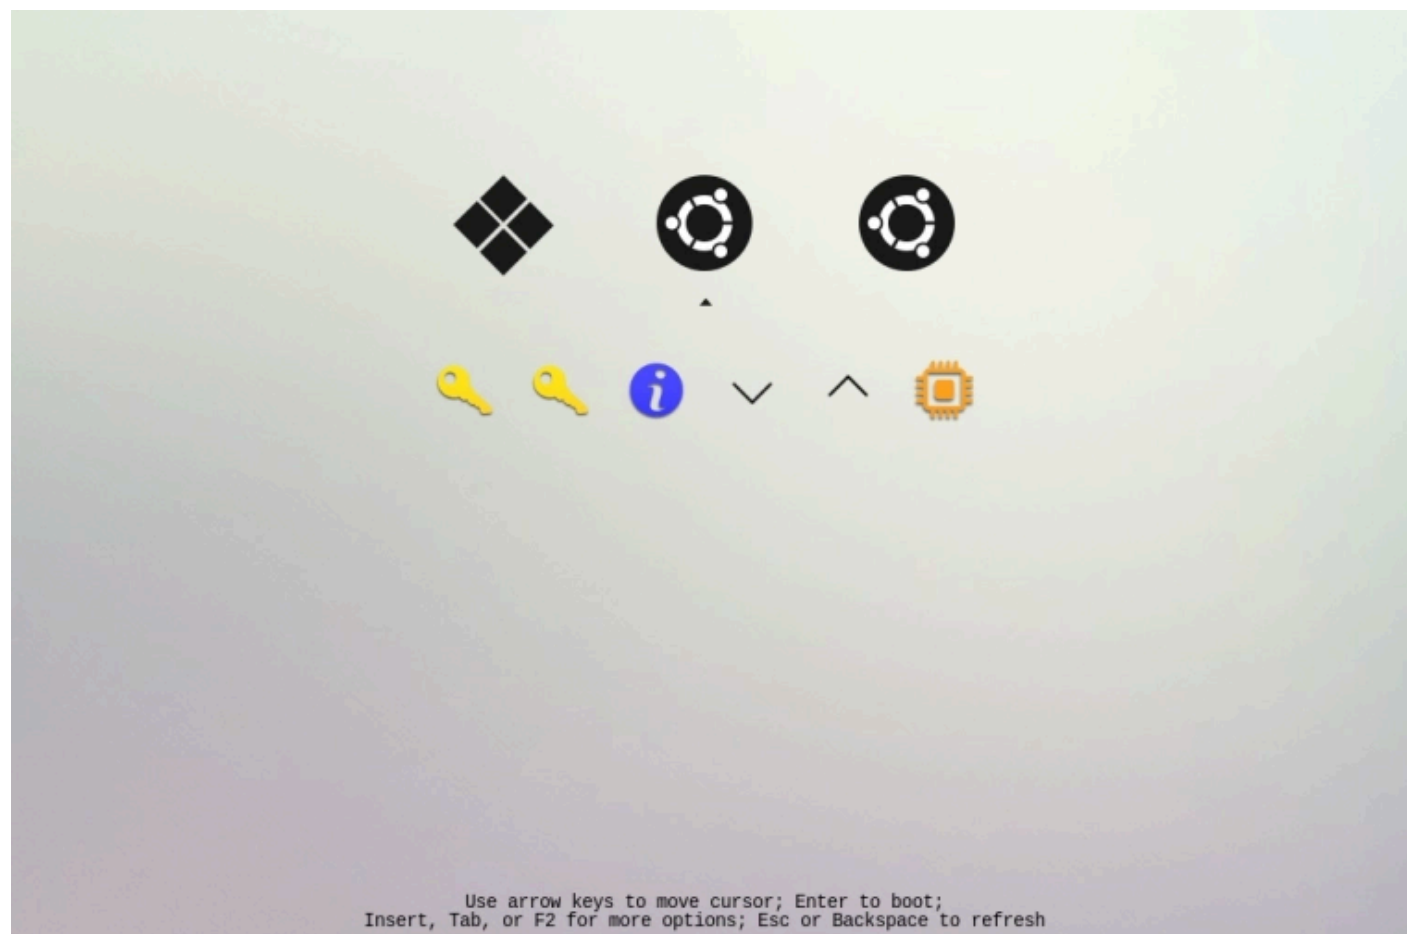 Use arrow keys to move cursor; Enter to boot;
Insert, Tab, or F2 for more options; Esc or Backspace to refresh